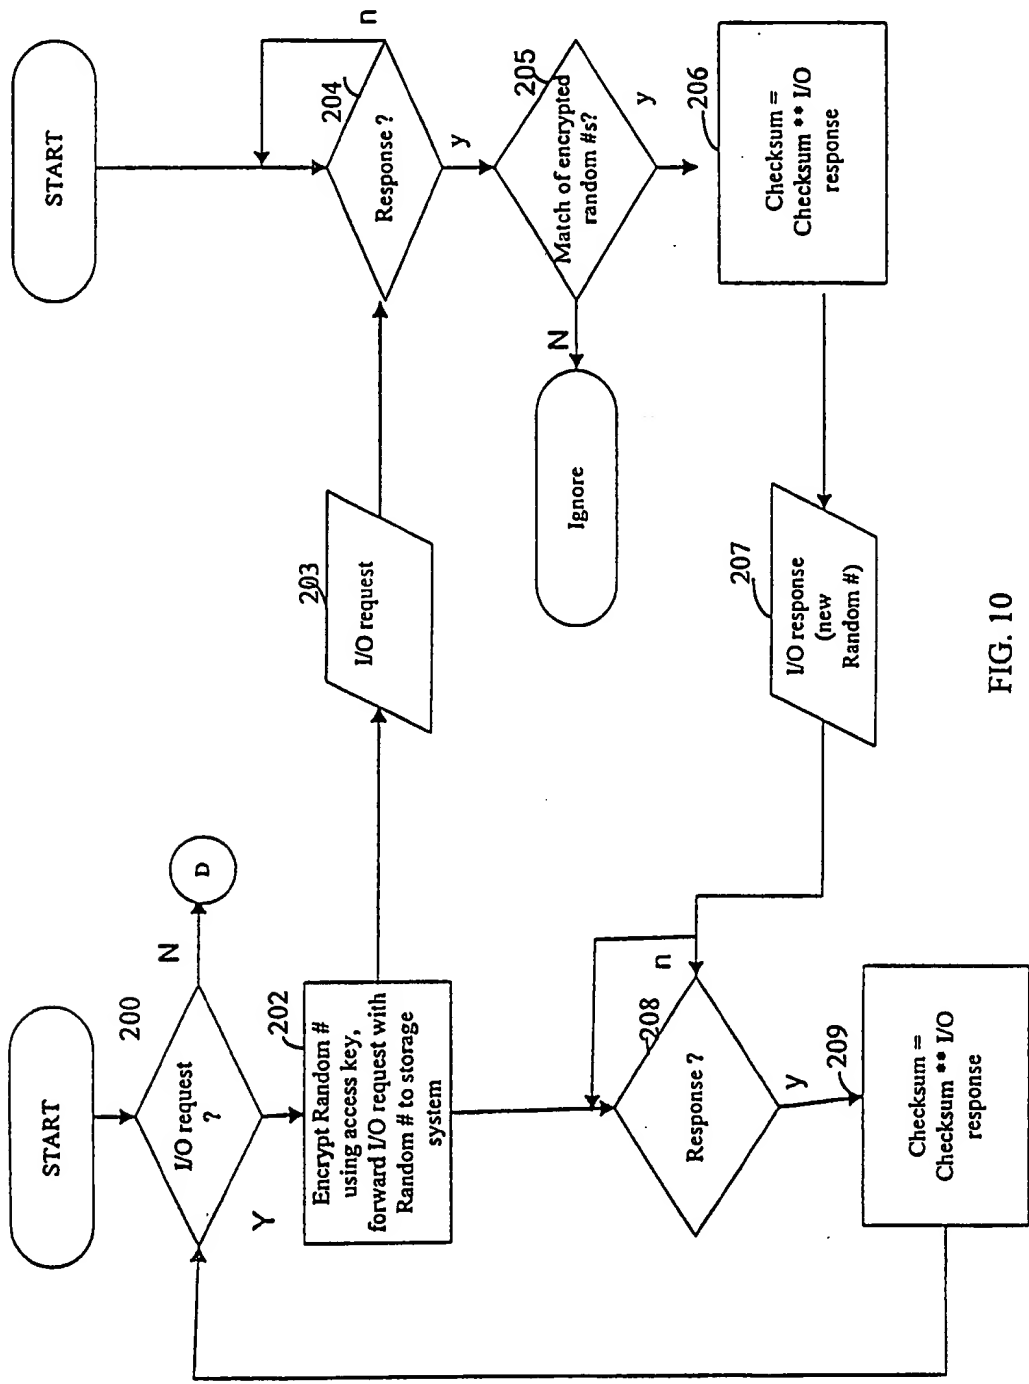 START
200
I/O request
?
N
D
Y
202
Encrypt Random #
using access key,
forward I/O request with
Random # to storage
system
203
I/O request
START
204
Response ?
n
y
205
Match of encrypted
random #s?
N
Ignore
y
206
Checksum =
Checksum ** I/O
response
207
I/O response
(new
Random #)
208
Response ?
n
y
209
Checksum =
Checksum ** I/O
response
FIG. 10